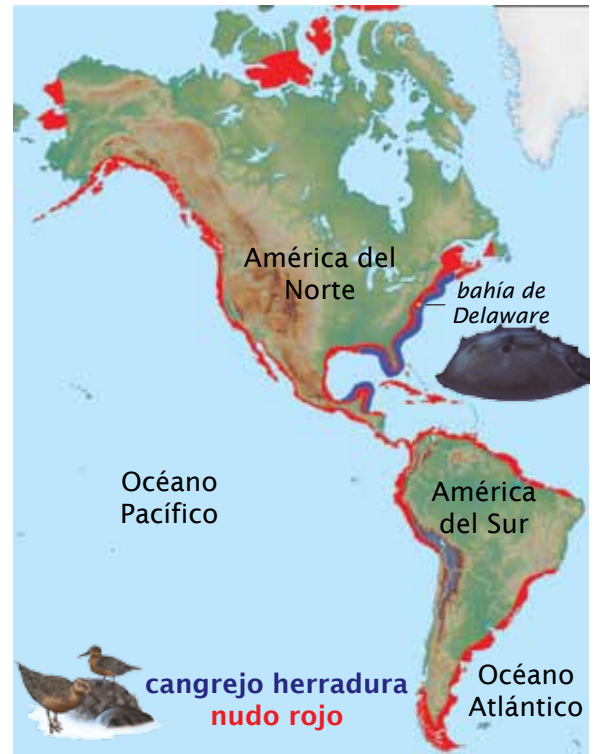 América del
Norte
bahía de
Delaware
Océano
Pacífico
América
del Sur
cangrejo herradura
nudo rojo
Océano
Atlántico